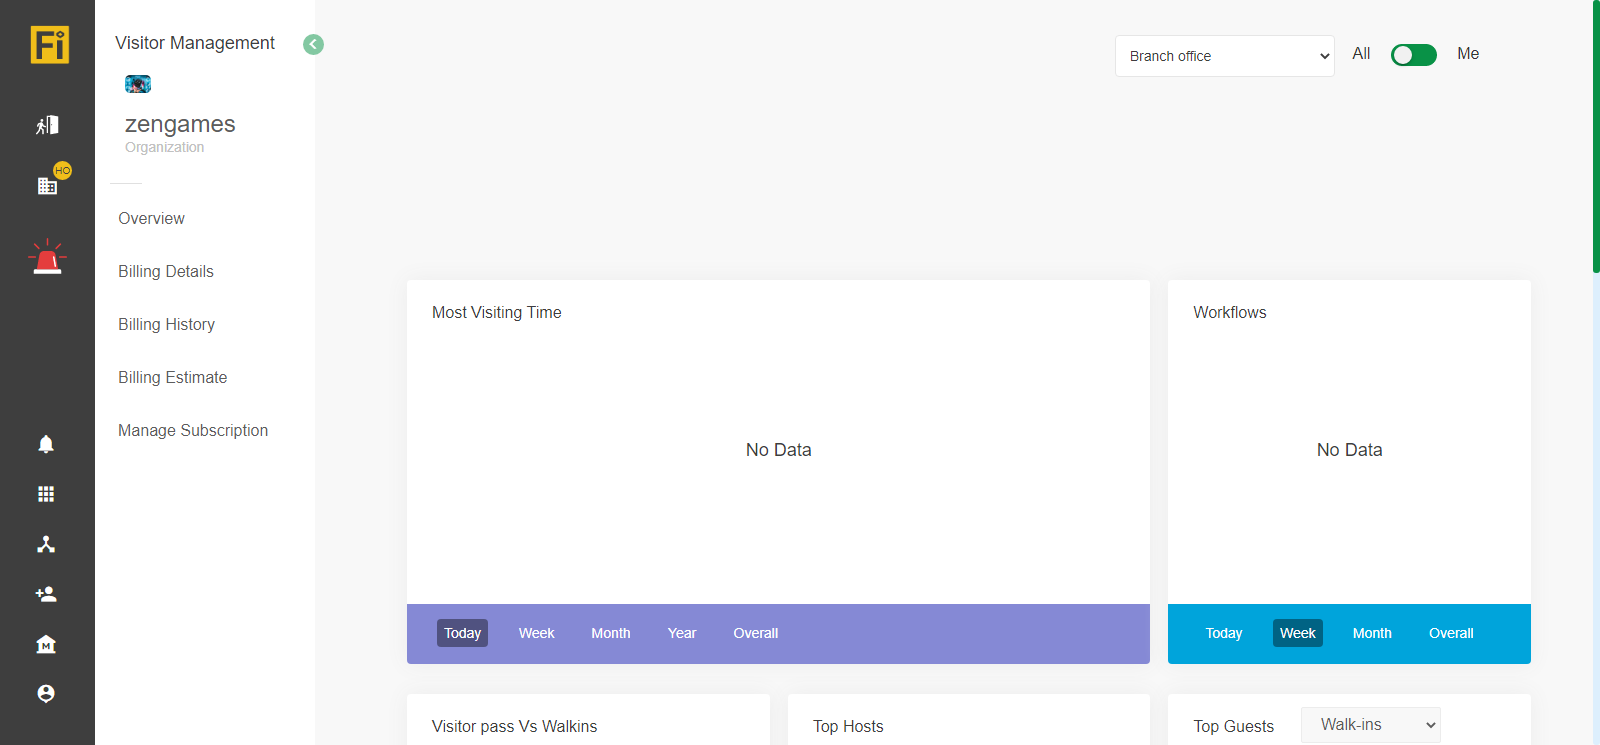 Fi
Visitor Management
Branch office
All
Me
zengames
Organization
HO
Overview
Billing Details
Billing History
Billing Estimate
Manage Subscription
Most Visiting Time
No Data
Today
Week
Month
Year
Overall
Workflows
No Data
Today
Week
Month
Overall
M
Visitor pass Vs Walkins
Top Hosts
Top Guests
Walk-ins